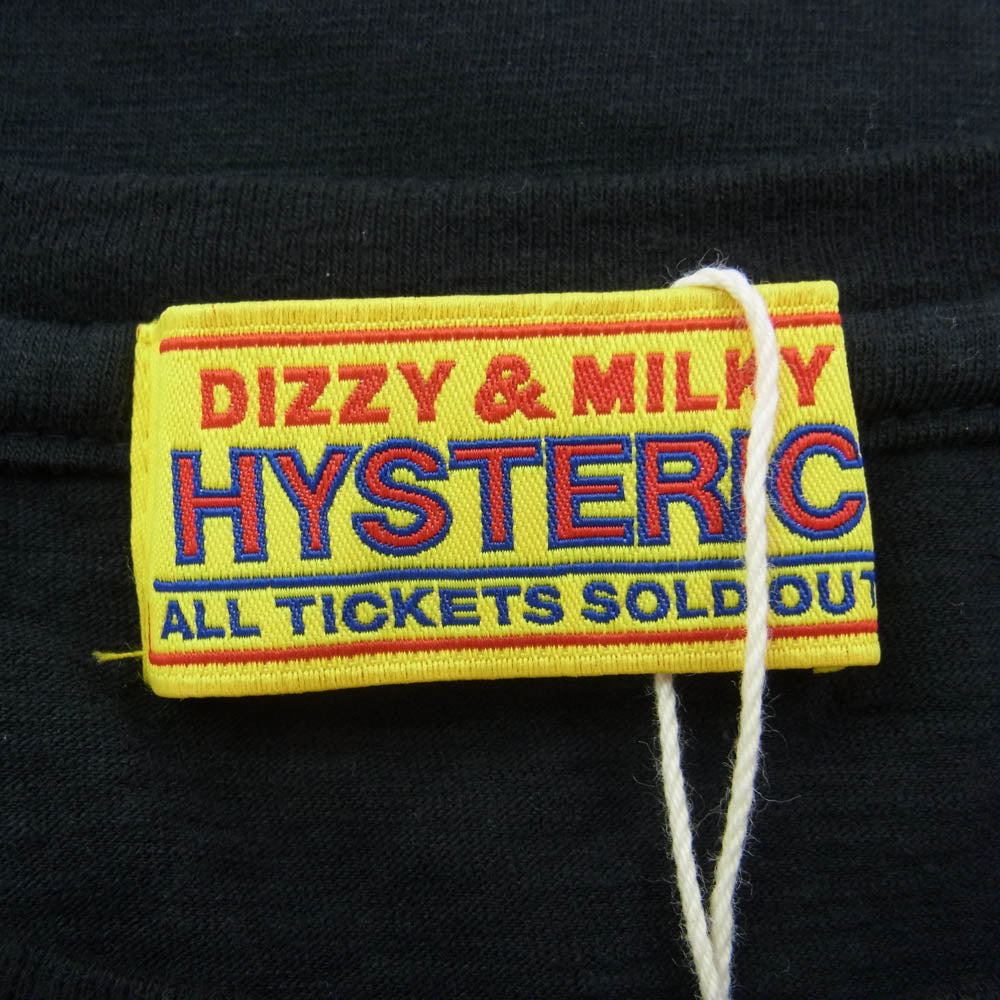 DIZZY & MILKY
HYSTERIC
ALL TICKETS SOLD OUT